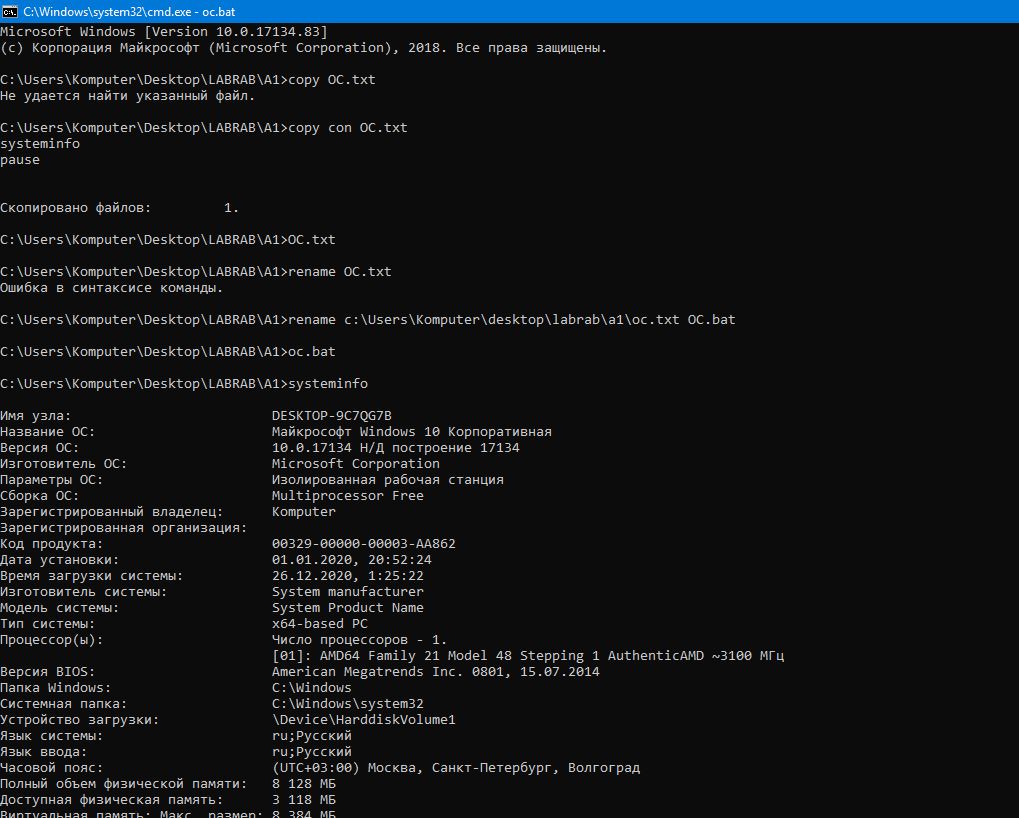 C:\Windows\system32\cmd.exe - oc.bat
Microsoft Windows [Version 10.0.17134.83]
(c) Корпорация Майкрософт (Microsoft Corporation), 2018. Все права защищены.
C:\Users\Komputer\Desktop\LABRAB\A1>copy OC.txt
Не удается найти указанный файл.
C:\Users\Komputer\Desktop\LABRAB\A1>copy con OC.txt
systeminfo
pause
Скопировано файлов:         1.
C:\Users\Komputer\Desktop\LABRAB\A1>OC.txt
C:\Users\Komputer\Desktop\LABRAB\A1>rename OC.txt
Ошибка в синтаксисе команды.
C:\Users\Komputer\Desktop\LABRAB\A1>rename c:\Users\Komputer\desktop\labrab\a1\oc.txt OC.bat
C:\Users\Komputer\Desktop\LABRAB\A1>oc.bat
C:\Users\Komputer\Desktop\LABRAB\A1>systeminfo
Имя узла:                         DESKTOP-9C7QG7B
Название ОС:                      Майкрософт Windows 10 Корпоративная
Версия ОС:                        10.0.17134 Н/Д построение 17134
Изготовитель ОС:                  Microsoft Corporation
Параметры ОС:                     Изолированная рабочая станция
Сборка ОС:                        Multiprocessor Free
Зарегистрированный владелец:      Komputer
Зарегистрированная организация:
Код продукта:                     00329-00000-00003-AA862
Дата установки:                   01.01.2020, 20:52:24
Время загрузки системы:           26.12.2020, 1:25:22
Изготовитель системы:             System manufacturer
Модель системы:                   System Product Name
Тип системы:                      x64-based PC
Процессор(ы):                     Число процессоров - 1.
                                  [01]: AMD64 Family 21 Model 48 Stepping 1 AuthenticAMD ~3100 МГц
Версия BIOS:                      American Megatrends Inc. 0801, 15.07.2014
Папка Windows:                    C:\Windows
Системная папка:                  C:\Windows\system32
Устройство загрузки:              \Device\HarddiskVolume1
Язык системы:                     ru;Русский
Язык ввода:                       ru;Русский
Часовой пояс:                     (UTC+03:00) Москва, Санкт-Петербург, Волгоград
Полный объем физической памяти:   8 128 МБ
Доступная физическая память:      3 118 МБ
Виртуальная память: Макс. размер: 8 384 МБ